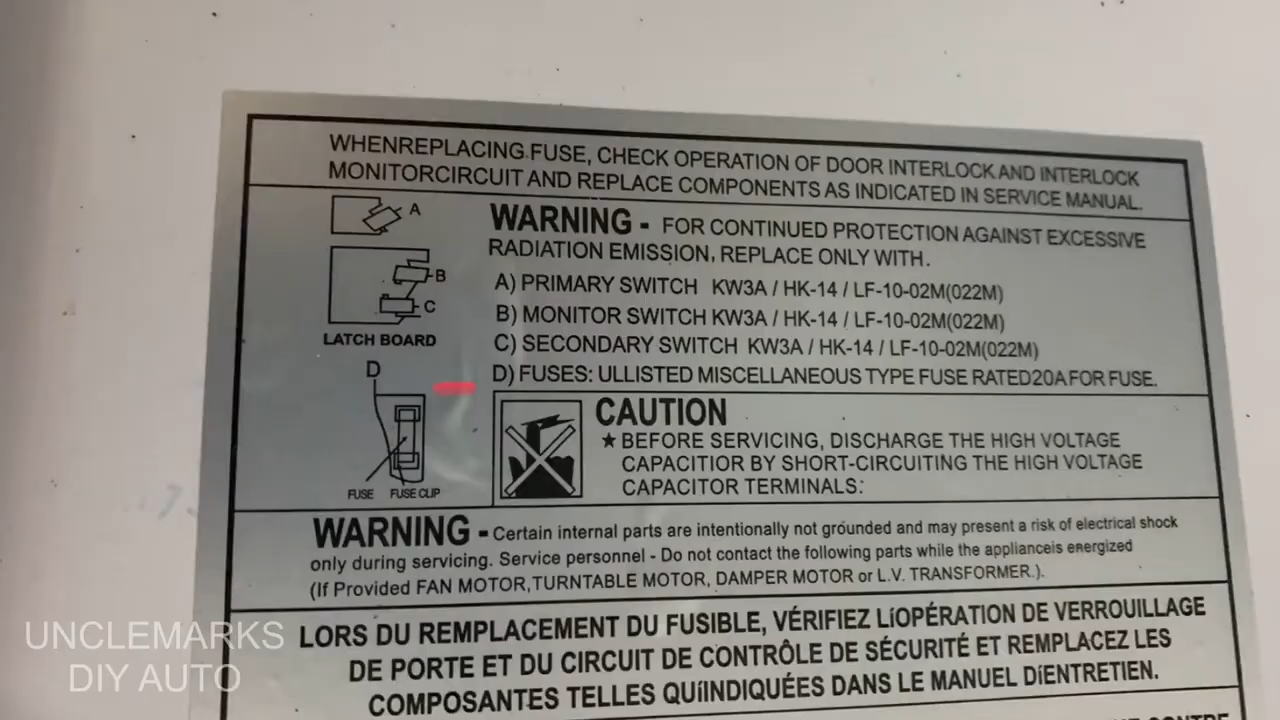 WHENREPLACING FUSE, CHECK OPERATION OF DOOR INTERLOCK AND INTERLOCK
MONITORCIRCUIT AND REPLACE COMPONENTS AS INDICATED IN SERVICE MANUAL.
A
B
C
LATCH BOARD
D
FUSE FUSE CLIP
WARNING - FOR CONTINUED PROTECTION AGAINST EXCESSIVE
RADIATION EMISSION, REPLACE ONLY WITH.
A) PRIMARY SWITCH KW3A / HK-14 / LF-10-02M(022M)
B) MONITOR SWITCH KW3A / HK-14 / LF-10-02M(022M)
C) SECONDARY SWITCH KW3A / HK-14 / LF-10-02M(022M)
D) FUSES: ULLISTED MISCELLANEOUS TYPE FUSE RATED20A FOR FUSE.
CAUTION
★ BEFORE SERVICING, DISCHARGE THE HIGH VOLTAGE
CAPACITIOR BY SHORT-CIRCUITING THE HIGH VOLTAGE
CAPACITOR TERMINALS:
WARNING - Certain internal parts are intentionally not grounded and may present a risk of electrical shock
only during servicing. Service personnel - Do not contact the following parts while the applianceis energized
(If Provided FAN MOTOR,TURNTABLE MOTOR, DAMPER MOTOR or L.V. TRANSFORMER.).
LORS DU REMPLACEMENT DU FUSIBLE, VÉRIFIEZ LíOPÉRATION DE VERROUILLAGE
DE PORTE ET DU CIRCUIT DE CONTRÔLE DE SÉCURITÉ ET REMPLACEZ LES
COMPOSANTES TELLES QUíINDIQUÉES DANS LE MANUEL DíENTRETIEN.
CONTRE
UNCLEMARKS
DIY AUTO